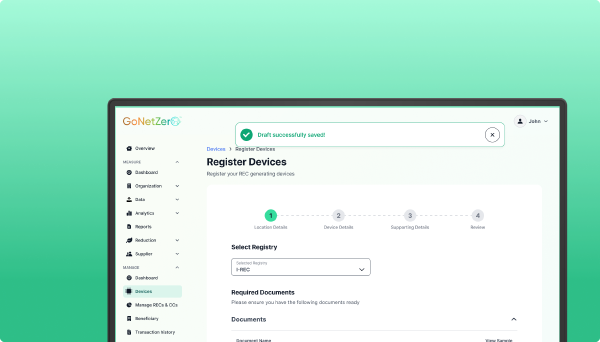 GoNetZero
John
Draft successfully saved!
Devices > Register Devices
Register Devices
Register your REC generating devices
Overview
MEASURE
Dashboard
Organization
Data
Analytics
Reports
Reduction
Supplier
MANAGE
Dashboard
Devices
Manage RECs & CCs
Beneficiary
Transaction history
1
2
3
4
Location Details
Device Details
Supporting Details
Review
Select Registry
Selected Registry
I-REC
Required Documents
Please ensure you have the following documents ready
Documents
Document Name
View Sample